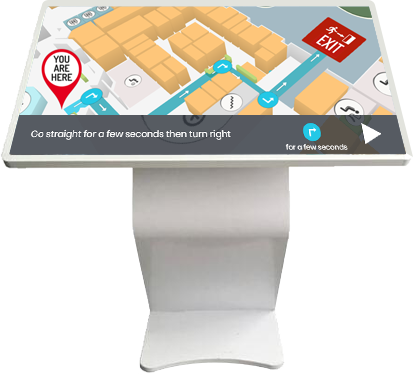 EXIT
YOU
ARE
HERE
Go straight for a few seconds then turn right
for a few seconds